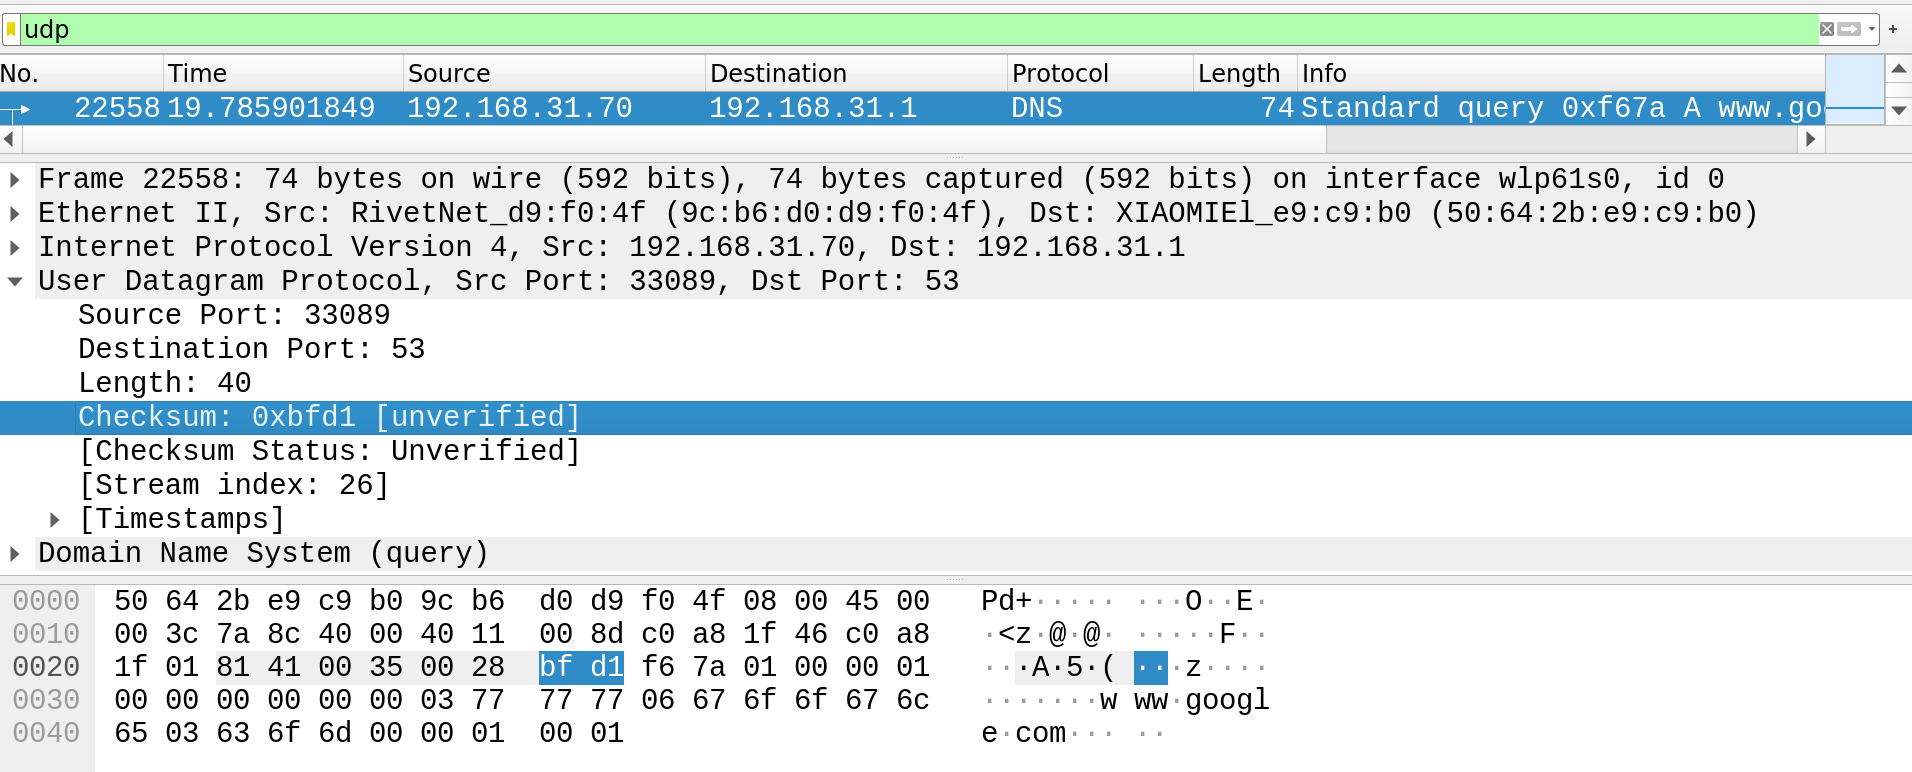 udp
No. Time Source Destination Protocol Length Info
22558 19.785901849 192.168.31.70 192.168.31.1 DNS 74 Standard query 0xf67a A www.goo
Frame 22558: 74 bytes on wire (592 bits), 74 bytes captured (592 bits) on interface wlp61s0, id 0
Ethernet II, Src: RivetNet_d9:f0:4f (9c:b6:d0:d9:f0:4f), Dst: XIAOMIEl_e9:c9:b0 (50:64:2b:e9:c9:b0)
Internet Protocol Version 4, Src: 192.168.31.70, Dst: 192.168.31.1
User Datagram Protocol, Src Port: 33089, Dst Port: 53
Source Port: 33089
Destination Port: 53
Length: 40
Checksum: 0xbfd1 [unverified]
[Checksum Status: Unverified]
[Stream index: 26]
[Timestamps]
Domain Name System (query)
0000 50 64 2b e9 c9 b0 9c b6 d0 d9 f0 4f 08 00 45 00 Pd+····· ···O··E·
0010 00 3c 7a 8c 40 00 40 11 00 8d c0 a8 1f 46 c0 a8 ·<z·@·@· ·····F··
0020 1f 01 81 41 00 35 00 28 bf d1 f6 7a 01 00 00 01 ···A·5·( ···z····
0030 00 00 00 00 00 00 03 77 77 77 06 67 6f 6f 67 6c ·······w ww·googl
0040 65 03 63 6f 6d 00 00 01 00 01 e·com··· ··